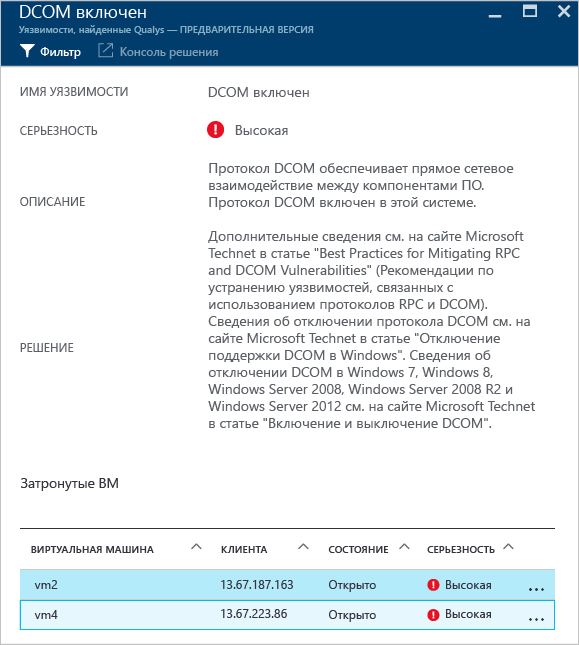 DCOM включен
Уязвимости, найденные Qualys — ПРЕДВАРИТЕЛЬНАЯ ВЕРСИЯ
Фильтр Консоль решения
ИМЯ УЯЗВИМОСТИ DCOM включен
СЕРЬЕЗНОСТЬ Высокая
Протокол DCOM обеспечивает прямое сетевое
взаимодействие между компонентами ПО.
ОПИСАНИЕ Протокол DCOM включен в этой системе.
Дополнительные сведения см. на сайте Microsoft
Technet в статье "Best Practices for Mitigating RPC
and DCOM Vulnerabilities" (Рекомендации по
устранению уязвимостей, связанных с
использованием протоколов RPC и DCOM).
Сведения об отключении протокола DCOM см. на
сайте Microsoft Technet в статье "Отключение
РЕШЕНИЕ поддержки DCOM в Windows". Сведения об
отключении DCOM в Windows 7, Windows 8,
Windows Server 2008, Windows Server 2008 R2 и
Windows Server 2012 см. на сайте Microsoft Technet
в статье "Включение и выключение DCOM".
Затронутые ВМ
ВИРТУАЛЬНАЯ МАШИНА КЛИЕНТА СОСТОЯНИЕ СЕРЬЕЗНОСТЬ
vm2 13.67.187.163 Открыто Высокая ...
vm4 13.67.223.86 Открыто Высокая ...